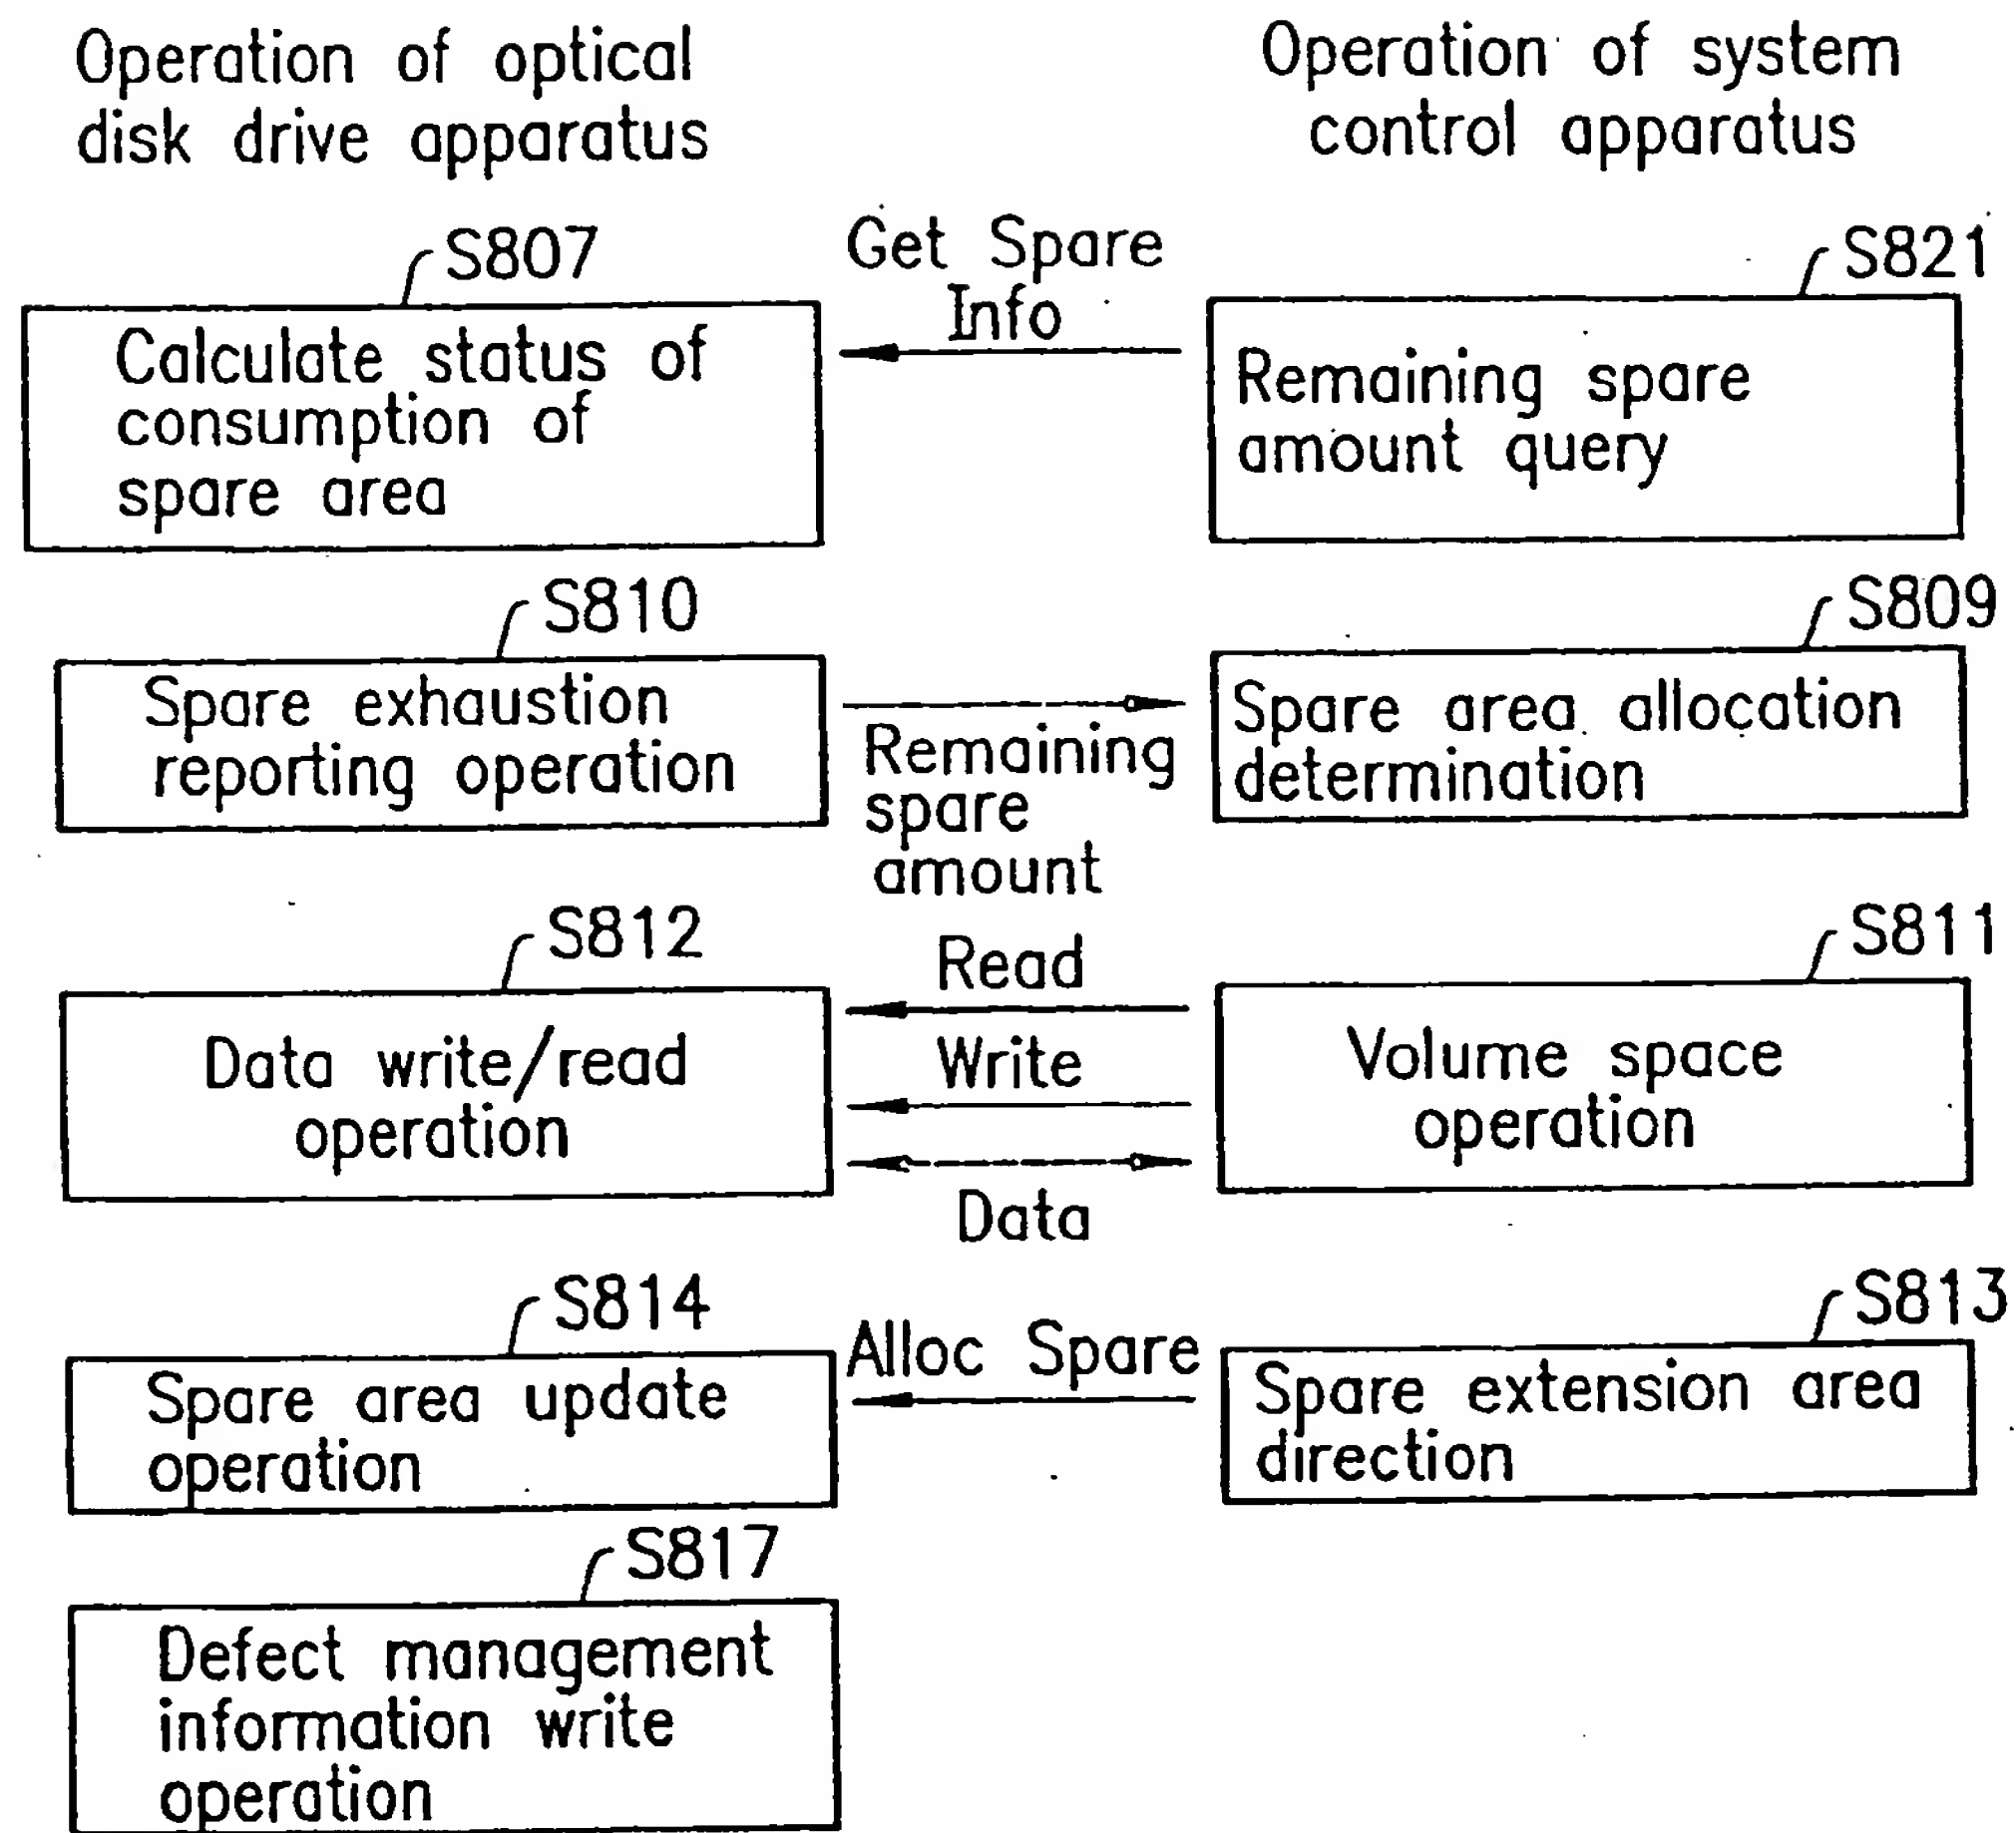 Operation of optical
disk drive apparatus
Operation of system
control apparatus
S807
Get Spare
Info
S821
Calculate status of
consumption of
spare area
Remaining spare
amount query
S810
S809
Spare exhaustion
reporting operation
Remaining
spare
amount
Spare area allocation
determination
S812
Read
S811
Data write/read
operation
Write
Volume space
operation
Data
S814
Alloc Spare
S813
Spare area update
operation
Spare extension area
direction
S817
Defect management
information write
operation